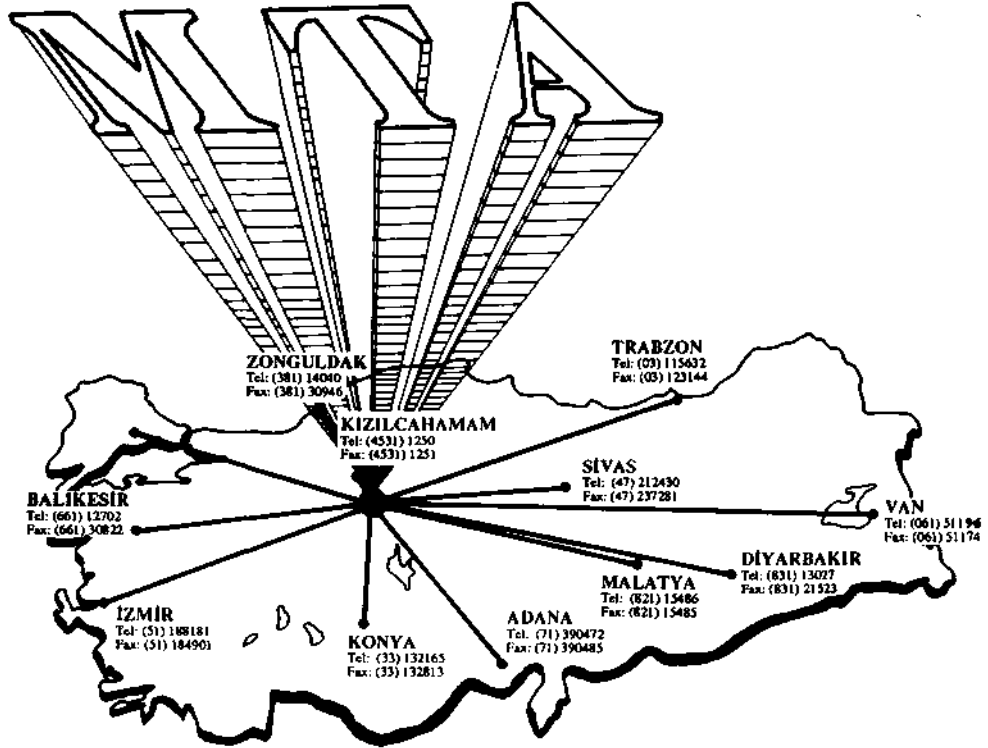 MTA
ZONGULDAK
Tel: (381) 14040
Fax: (381) 30946
TRABZON
Tel: (03) 115632
Fax: (03) 123144
KIZILCAHAMAM
Tel: (4531) 1250
Fax: (4531) 1251
SİVAS
Tel: (47) 212430
Fax: (47) 237281
BALIKESİR
Tel: (661) 12702
Fax: (661) 30822
VAN
Tel: (061) 51196
Fax: (061) 51174
DİYARBAKIR
Tel: (831) 13027
Fax: (831) 21523
MALATYA
Tel: (821) 15486
Fax: (821) 15485
İZMİR
Tel: (51) 188181
Fax: (51) 184901
ADANA
Tel: (71) 390472
Fax: (71) 390485
KONYA
Tel: (33) 132165
Fax: (33) 132813